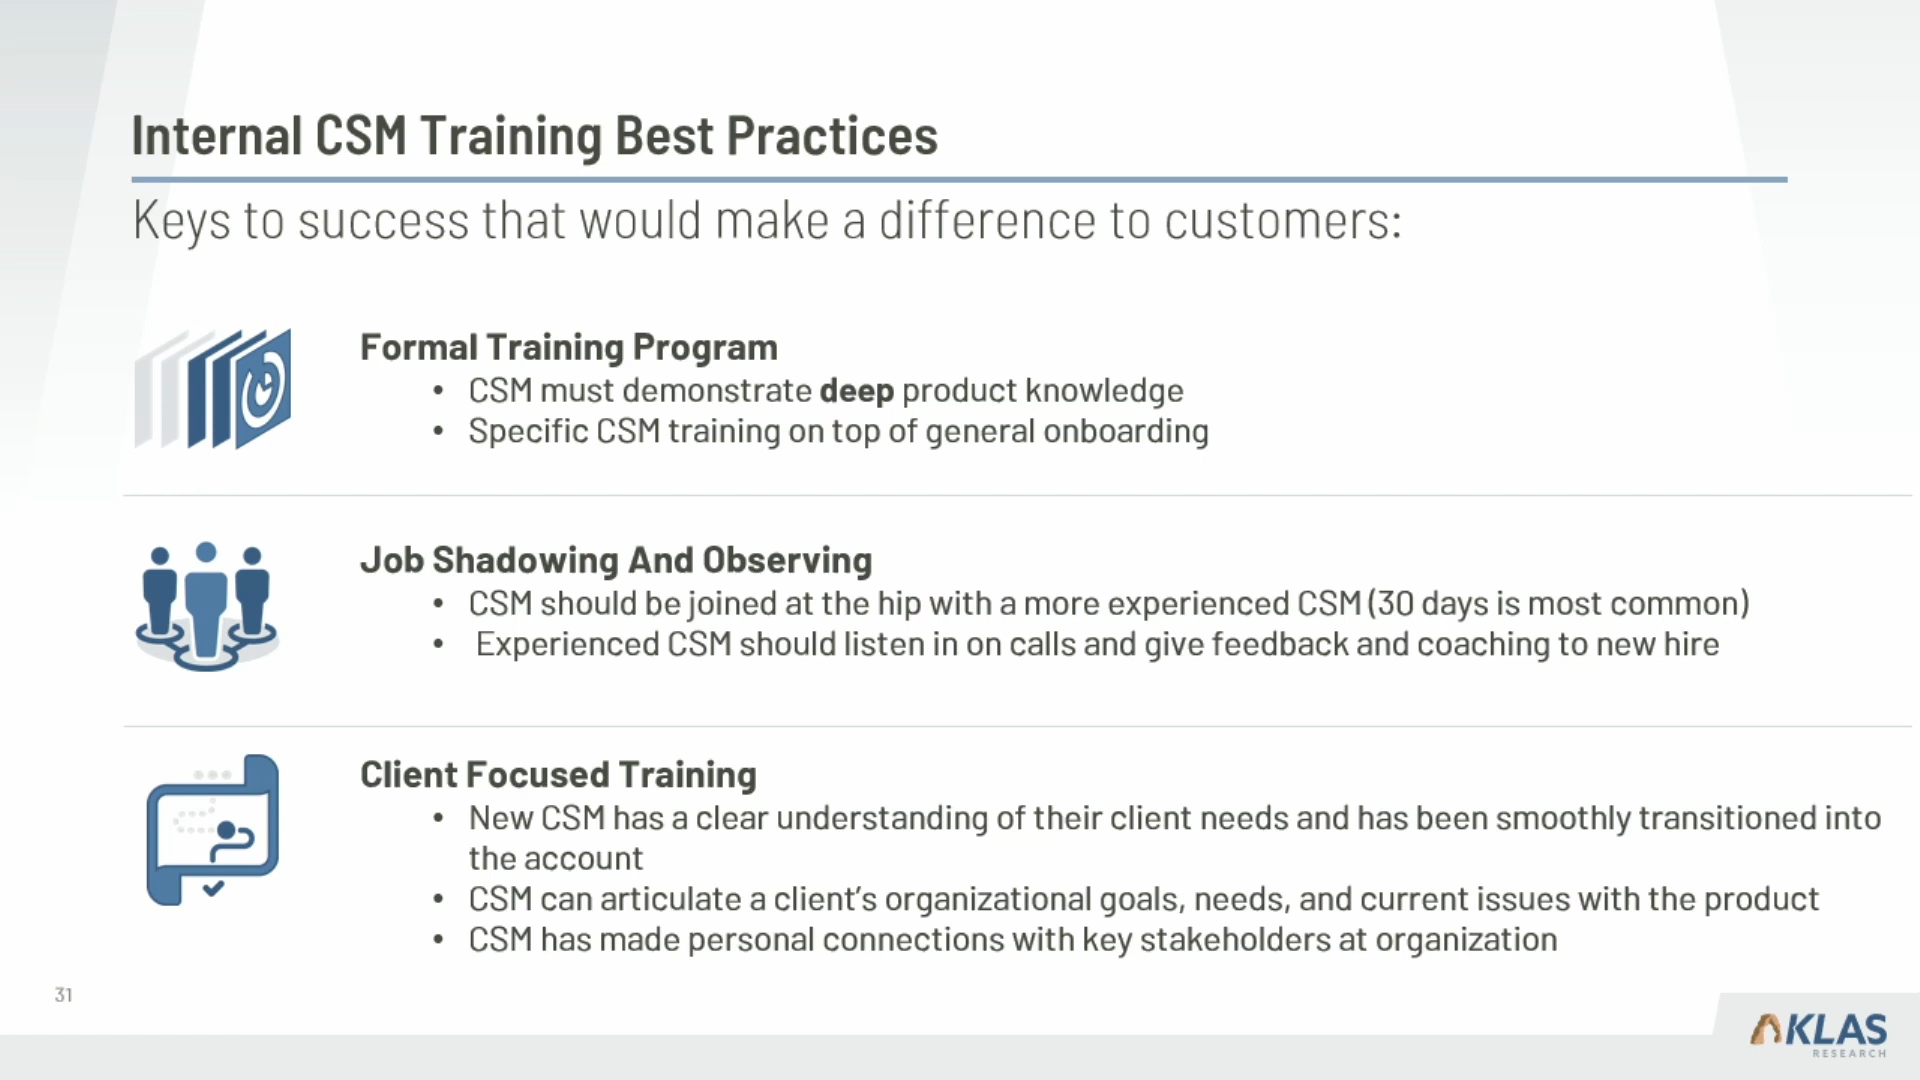 Internal CSM Training Best Practices
Keys to success that would make a difference to customers:
Formal Training Program
• CSM must demonstrate deep product knowledge
• Specific CSM training on top of general onboarding
Job Shadowing And Observing
• CSM should be joined at the hip with a more experienced CSM (30 days is most common)
• Experienced CSM should listen in on calls and give feedback and coaching to new hire
Client Focused Training
• New CSM has a clear understanding of their client needs and has been smoothly transitioned into
the account
• CSM can articulate a client’s organizational goals, needs, and current issues with the product
• CSM has made personal connections with key stakeholders at organization
31
KLAS
RESEARCH